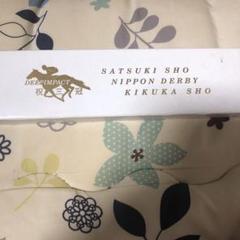 DEEP IMPACT
祝三冠
SATSUKI SHO
NIPPON DERBY
KIKUKA SHO